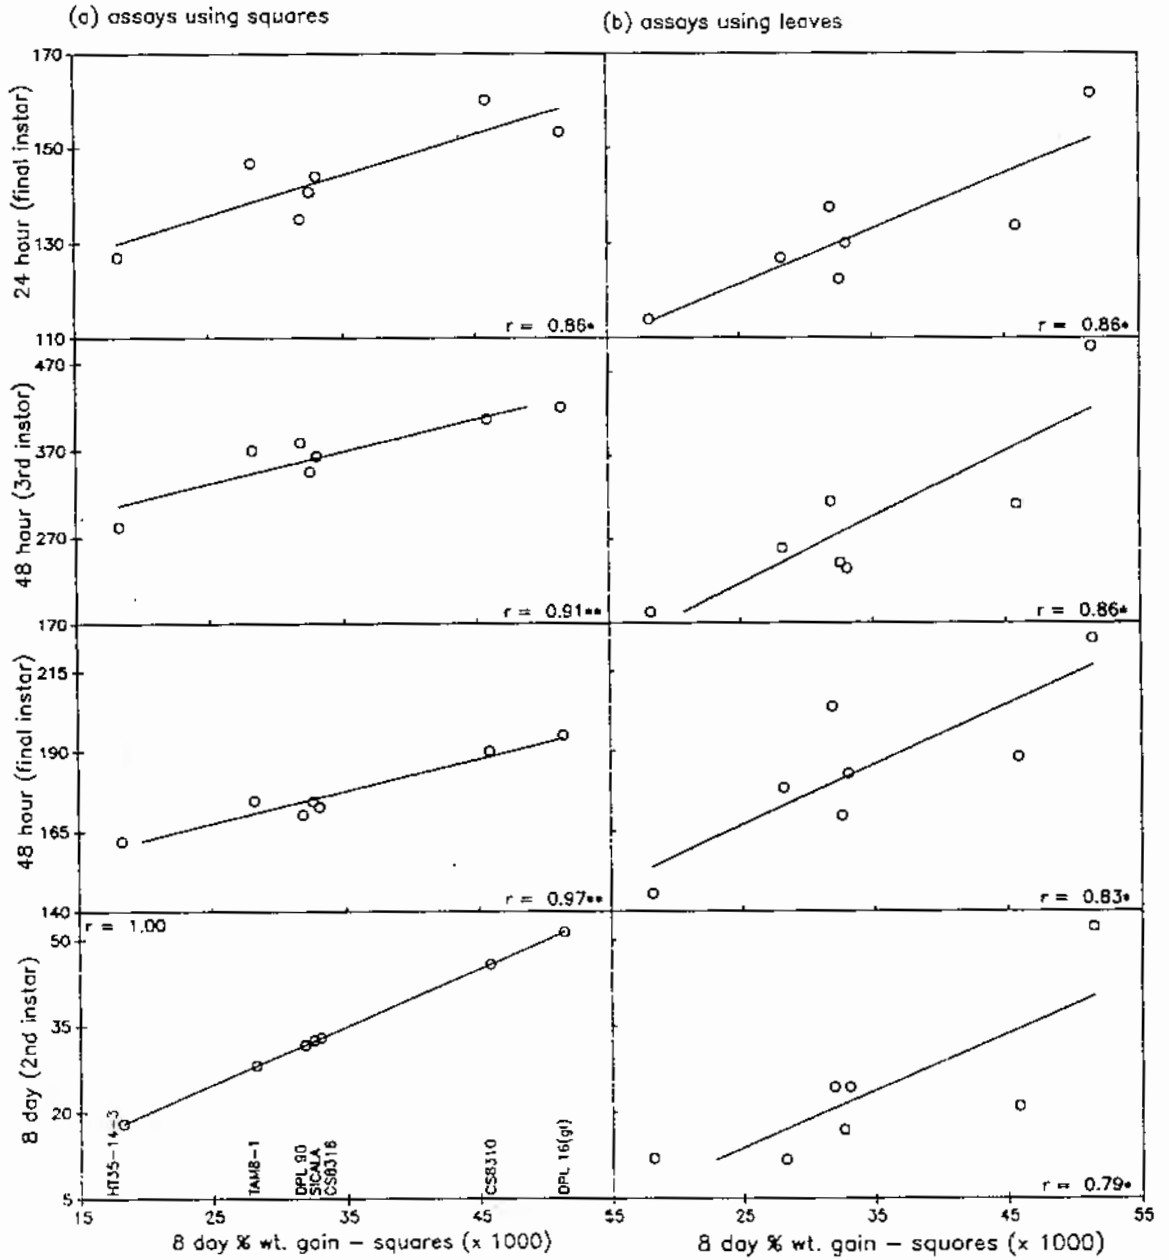 (a) assays using squares
(b) assays using leaves
24 hour (final instar)
170
150
130
110
r = 0.86*
r = 0.86*
48 hour (3rd instar)
470
370
270
170
r = 0.91**
r = 0.86*
48 hour (final instar)
215
190
165
140
r = 0.97**
r = 0.83*
8 day (2nd instar)
50
35
20
5
r = 1.00
HT35-14-3
TAM8-1
DPL 90
SICALA
CS8316
CS8310
DPL 16(gl)
r = 0.79*
15 25 35 45 15 25 35 45 55
8 day % wt. gain – squares (x 1000)
8 day % wt. gain – squares (x 1000)